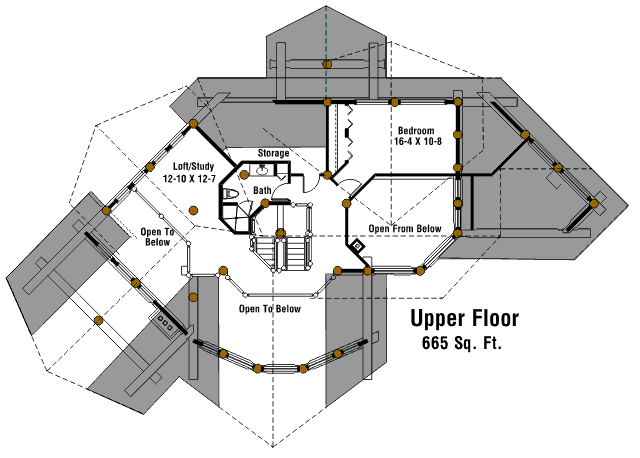 Bedroom
16-4 X 10-8
Storage
Loft/Study
12-10 X 12-7
Bath
Open To
Below
Open From Below
Open To Below
Upper Floor
665 Sq. Ft.